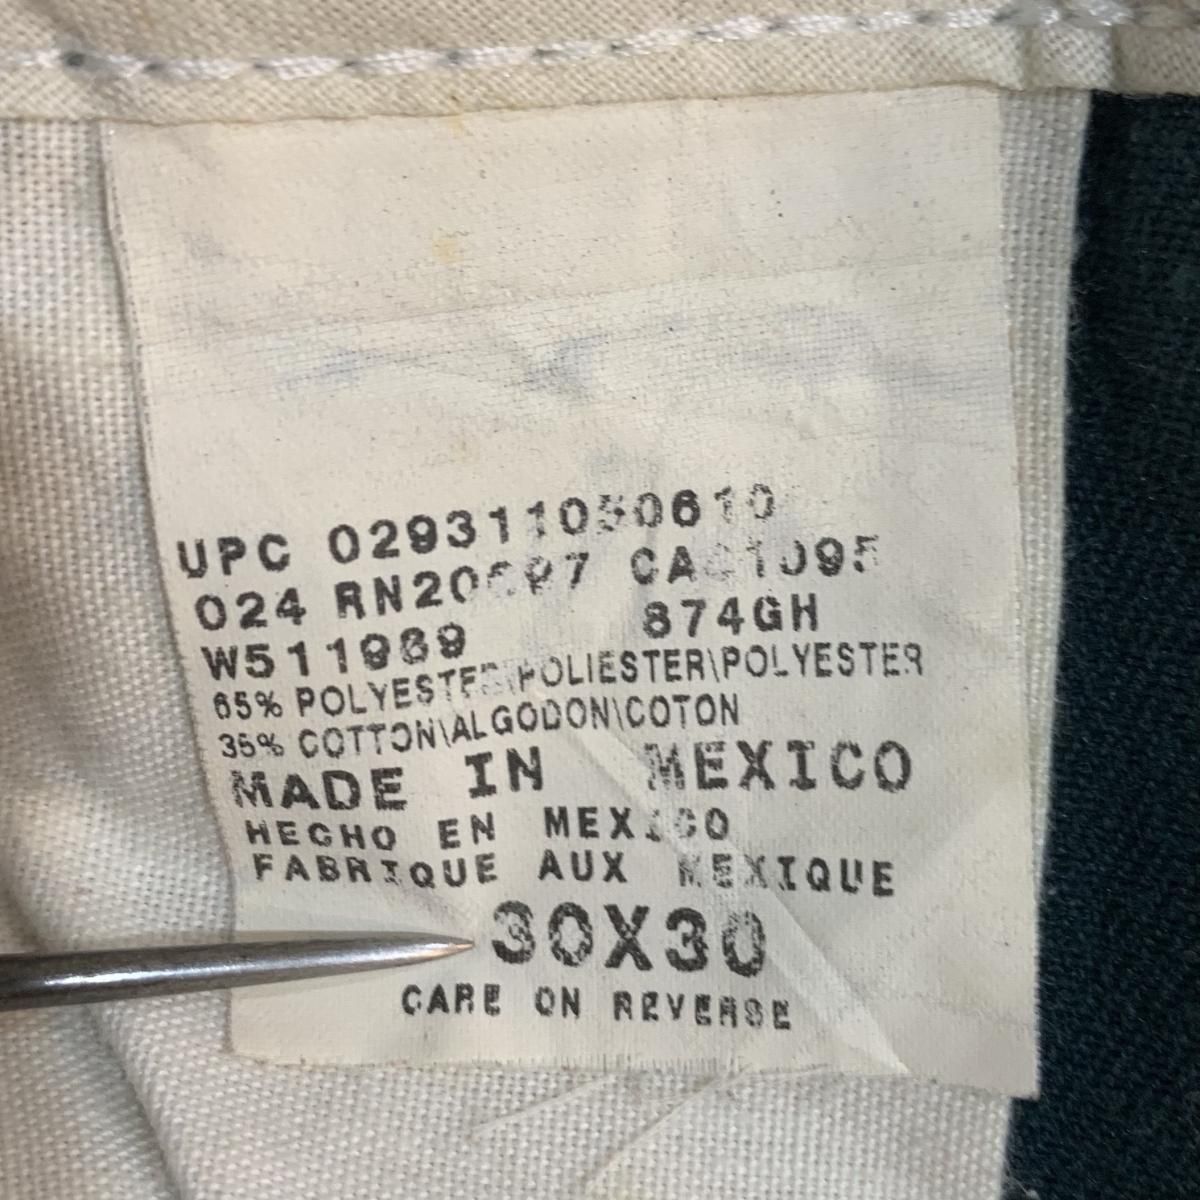 UPC 029311050610
024 RN20697
W511989 874GH
65% POLYESTER\POLIESTER\POLYESTER
35% COTTON\ALGODON\COTON
MADE IN MEXICO
HECHO EN MEXICO
FABRIQUE AUX MEXIQUE
30X30
CARE ON REVERSE